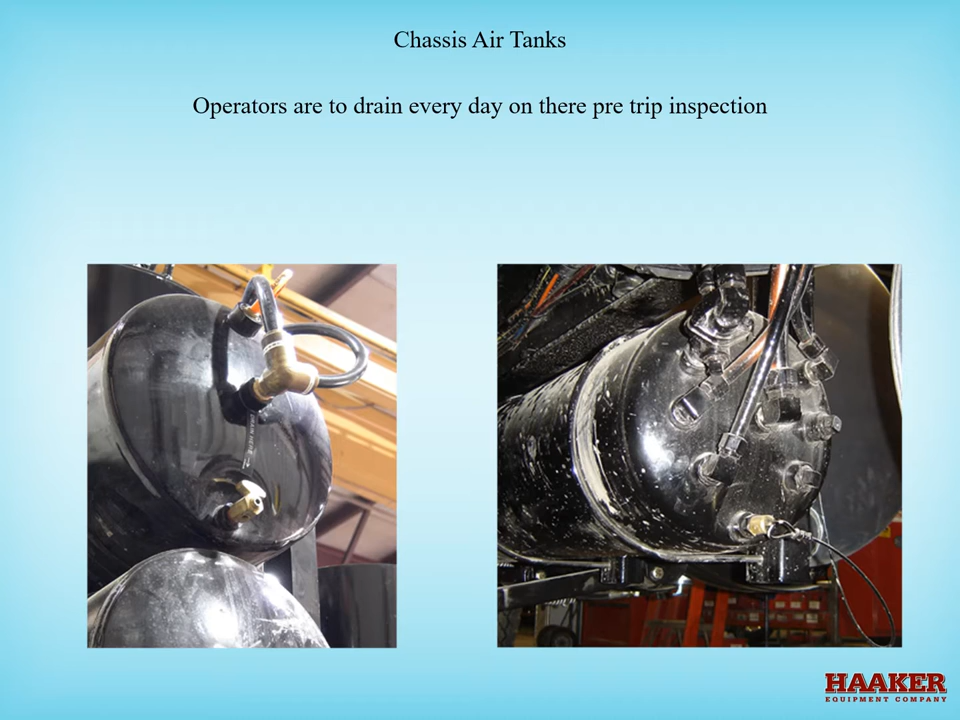 Chassis Air Tanks
Operators are to drain every day on there pre trip inspection
HAAKER
EQUIPMENT COMPANY